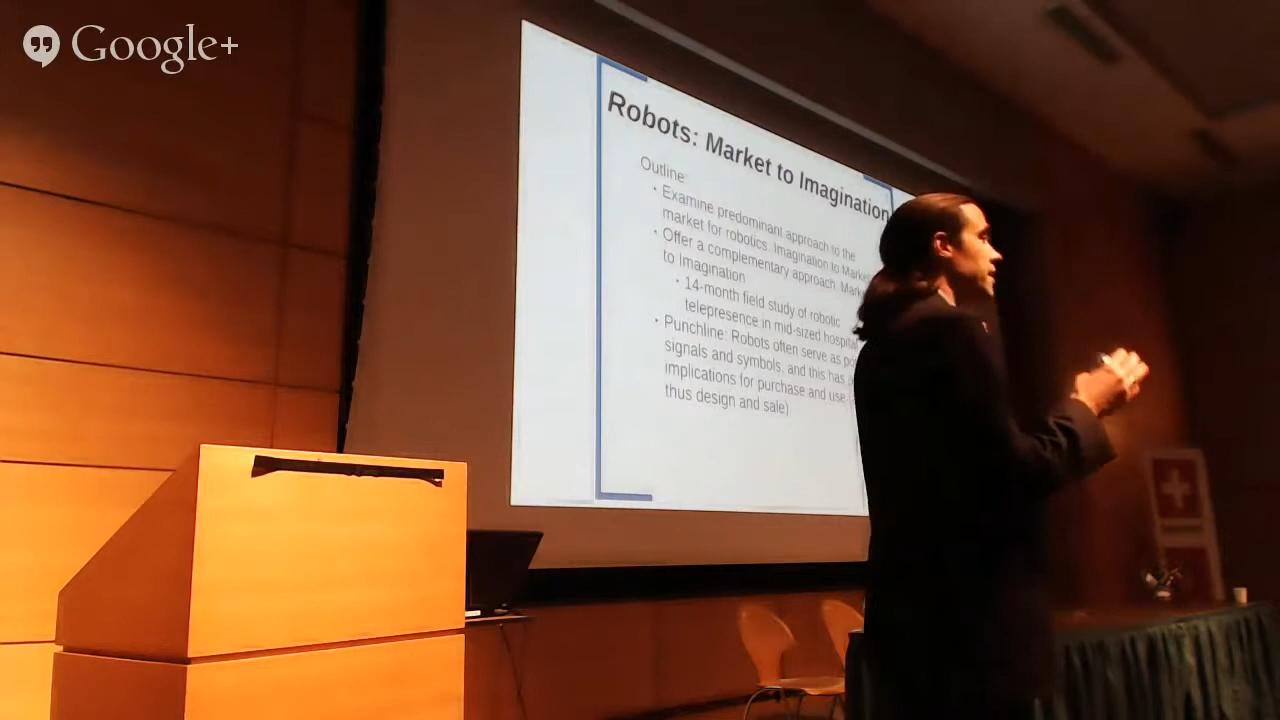 Google+
Robots: Market to Imagination
Outline:
• Examine predominant approach to the
market for robotics: Imagination to Market
• Offer a complementary approach: Market
to Imagination
• 14-month field study of robotic
telepresence in mid-sized hospital
• Punchline: Robots often serve as
signals and symbols, and this has
implications for purchase and use
thus design and sale)